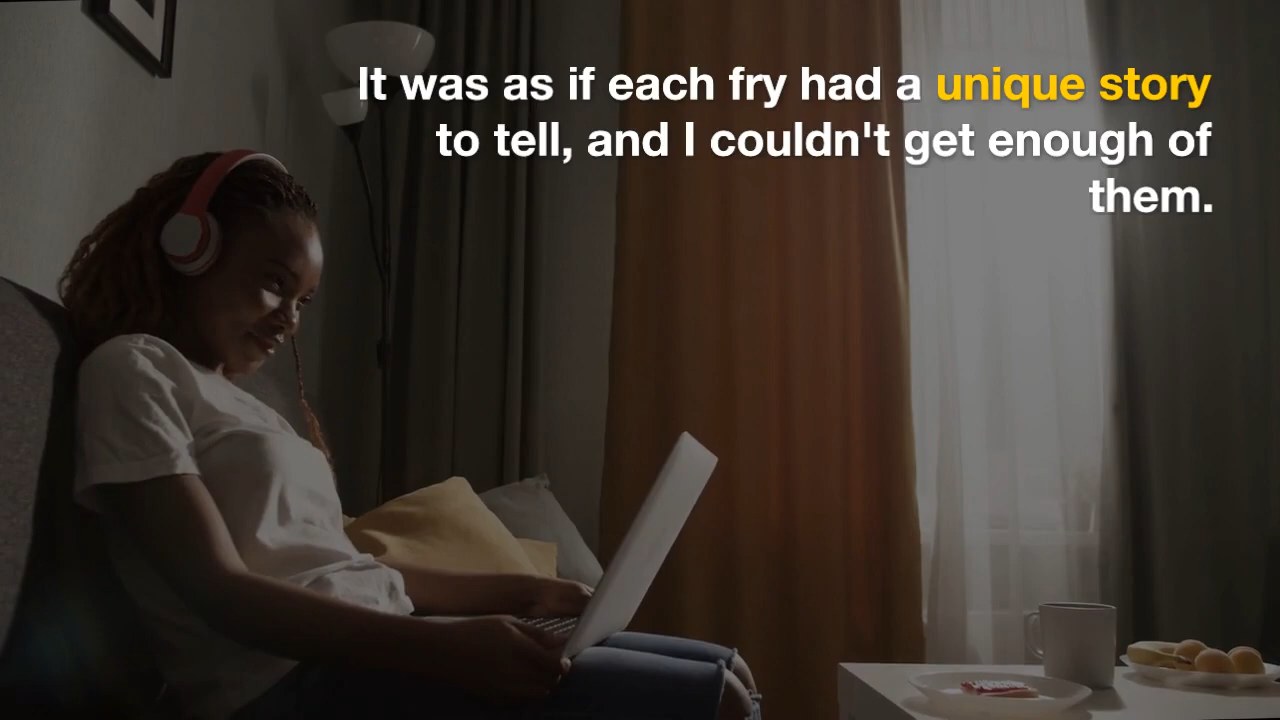 It was as if each fry had a unique story
to tell, and I couldn't get enough of
them.